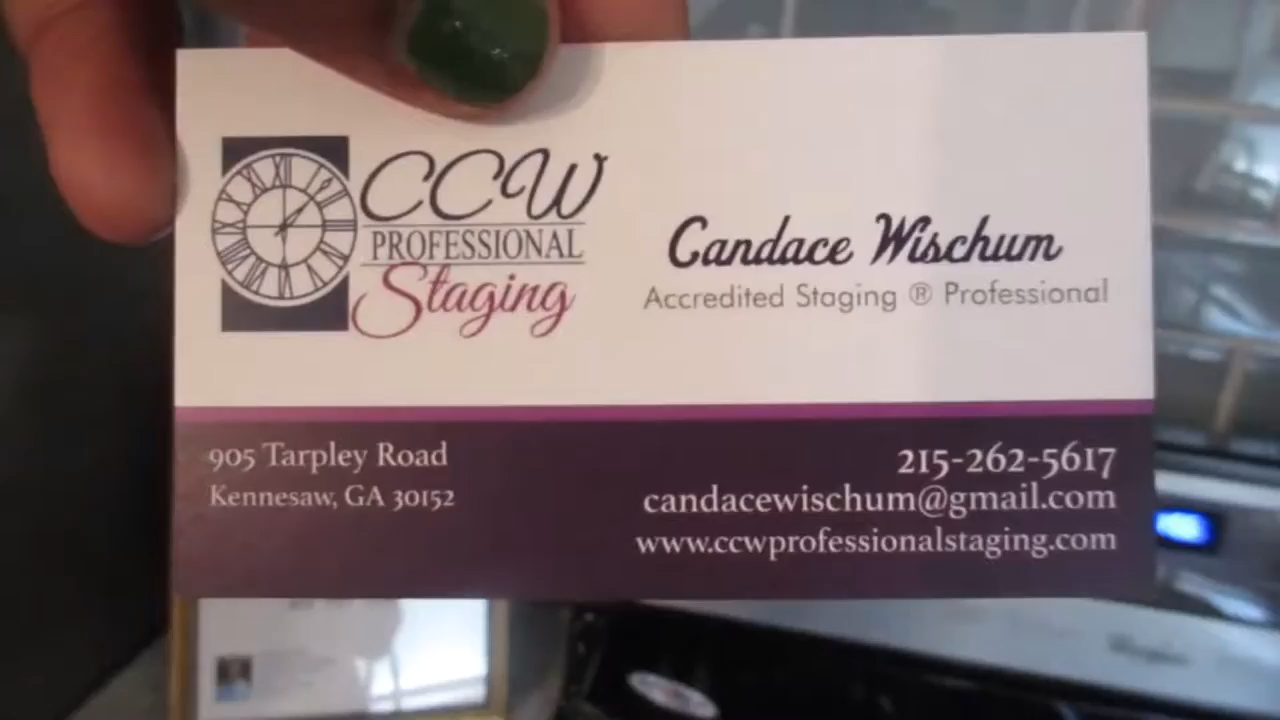 CCW
PROFESSIONAL
Staging
Candace Wischum
Accredited Staging ® Professional
905 Tarpley Road
Kennesaw, GA 30152
215-262-5617
candacewischum@gmail.com
www.ccwprofessionalstaging.com